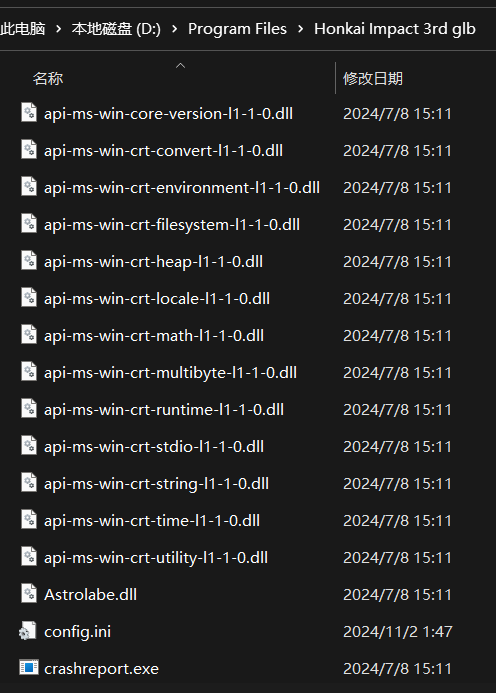 此电脑 > 本地磁盘 (D:) > Program Files > Honkai Impact 3rd glb
名称 修改日期
api-ms-win-core-version-l1-1-0.dll 2024/7/8 15:11
api-ms-win-crt-convert-l1-1-0.dll 2024/7/8 15:11
api-ms-win-crt-environment-l1-1-0.dll 2024/7/8 15:11
api-ms-win-crt-filesystem-l1-1-0.dll 2024/7/8 15:11
api-ms-win-crt-heap-l1-1-0.dll 2024/7/8 15:11
api-ms-win-crt-locale-l1-1-0.dll 2024/7/8 15:11
api-ms-win-crt-math-l1-1-0.dll 2024/7/8 15:11
api-ms-win-crt-multibyte-l1-1-0.dll 2024/7/8 15:11
api-ms-win-crt-runtime-l1-1-0.dll 2024/7/8 15:11
api-ms-win-crt-stdio-l1-1-0.dll 2024/7/8 15:11
api-ms-win-crt-string-l1-1-0.dll 2024/7/8 15:11
api-ms-win-crt-time-l1-1-0.dll 2024/7/8 15:11
api-ms-win-crt-utility-l1-1-0.dll 2024/7/8 15:11
Astrolabe.dll 2024/7/8 15:11
config.ini 2024/11/2 1:47
crashreport.exe 2024/7/8 15:11